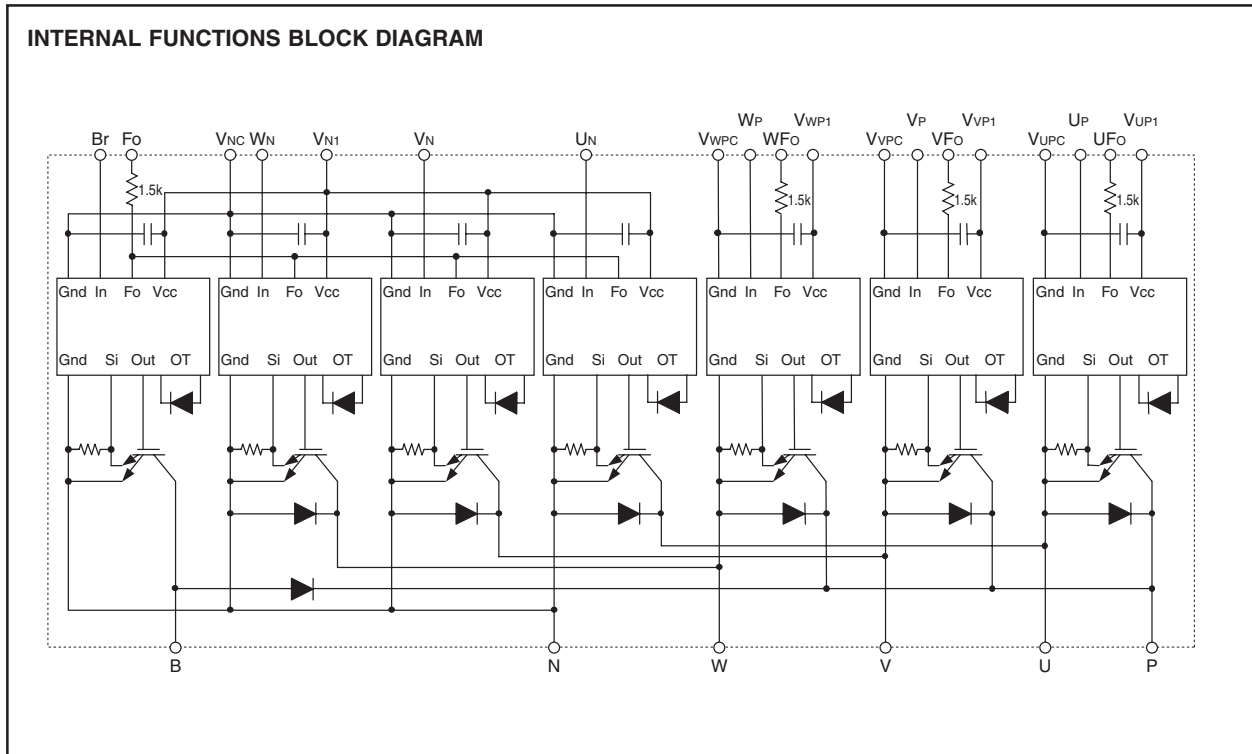 INTERNAL FUNCTIONS BLOCK DIAGRAM
WP VWP1 VP VVP1 UP VUP1
Br FO VNC WN VN1 VN UN VWPC WFO VVPC VFO VUPC UFO
1.5k 1.5k 1.5k 1.5k
Gnd In Fo Vcc Gnd In Fo Vcc Gnd In Fo Vcc Gnd In Fo Vcc Gnd In Fo Vcc Gnd In Fo Vcc Gnd In Fo Vcc
Gnd Si Out OT Gnd Si Out OT Gnd Si Out OT Gnd Si Out OT Gnd Si Out OT Gnd Si Out OT Gnd Si Out OT
B N W V U P